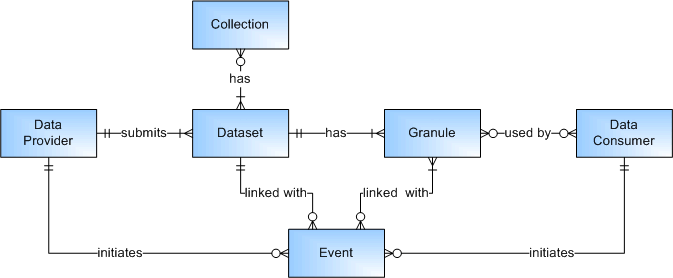 Collection
has
Data
Provider
submits
Dataset
has
Granule
used by
Data
Consumer
linked with
linked with
initiates
Event
initiates